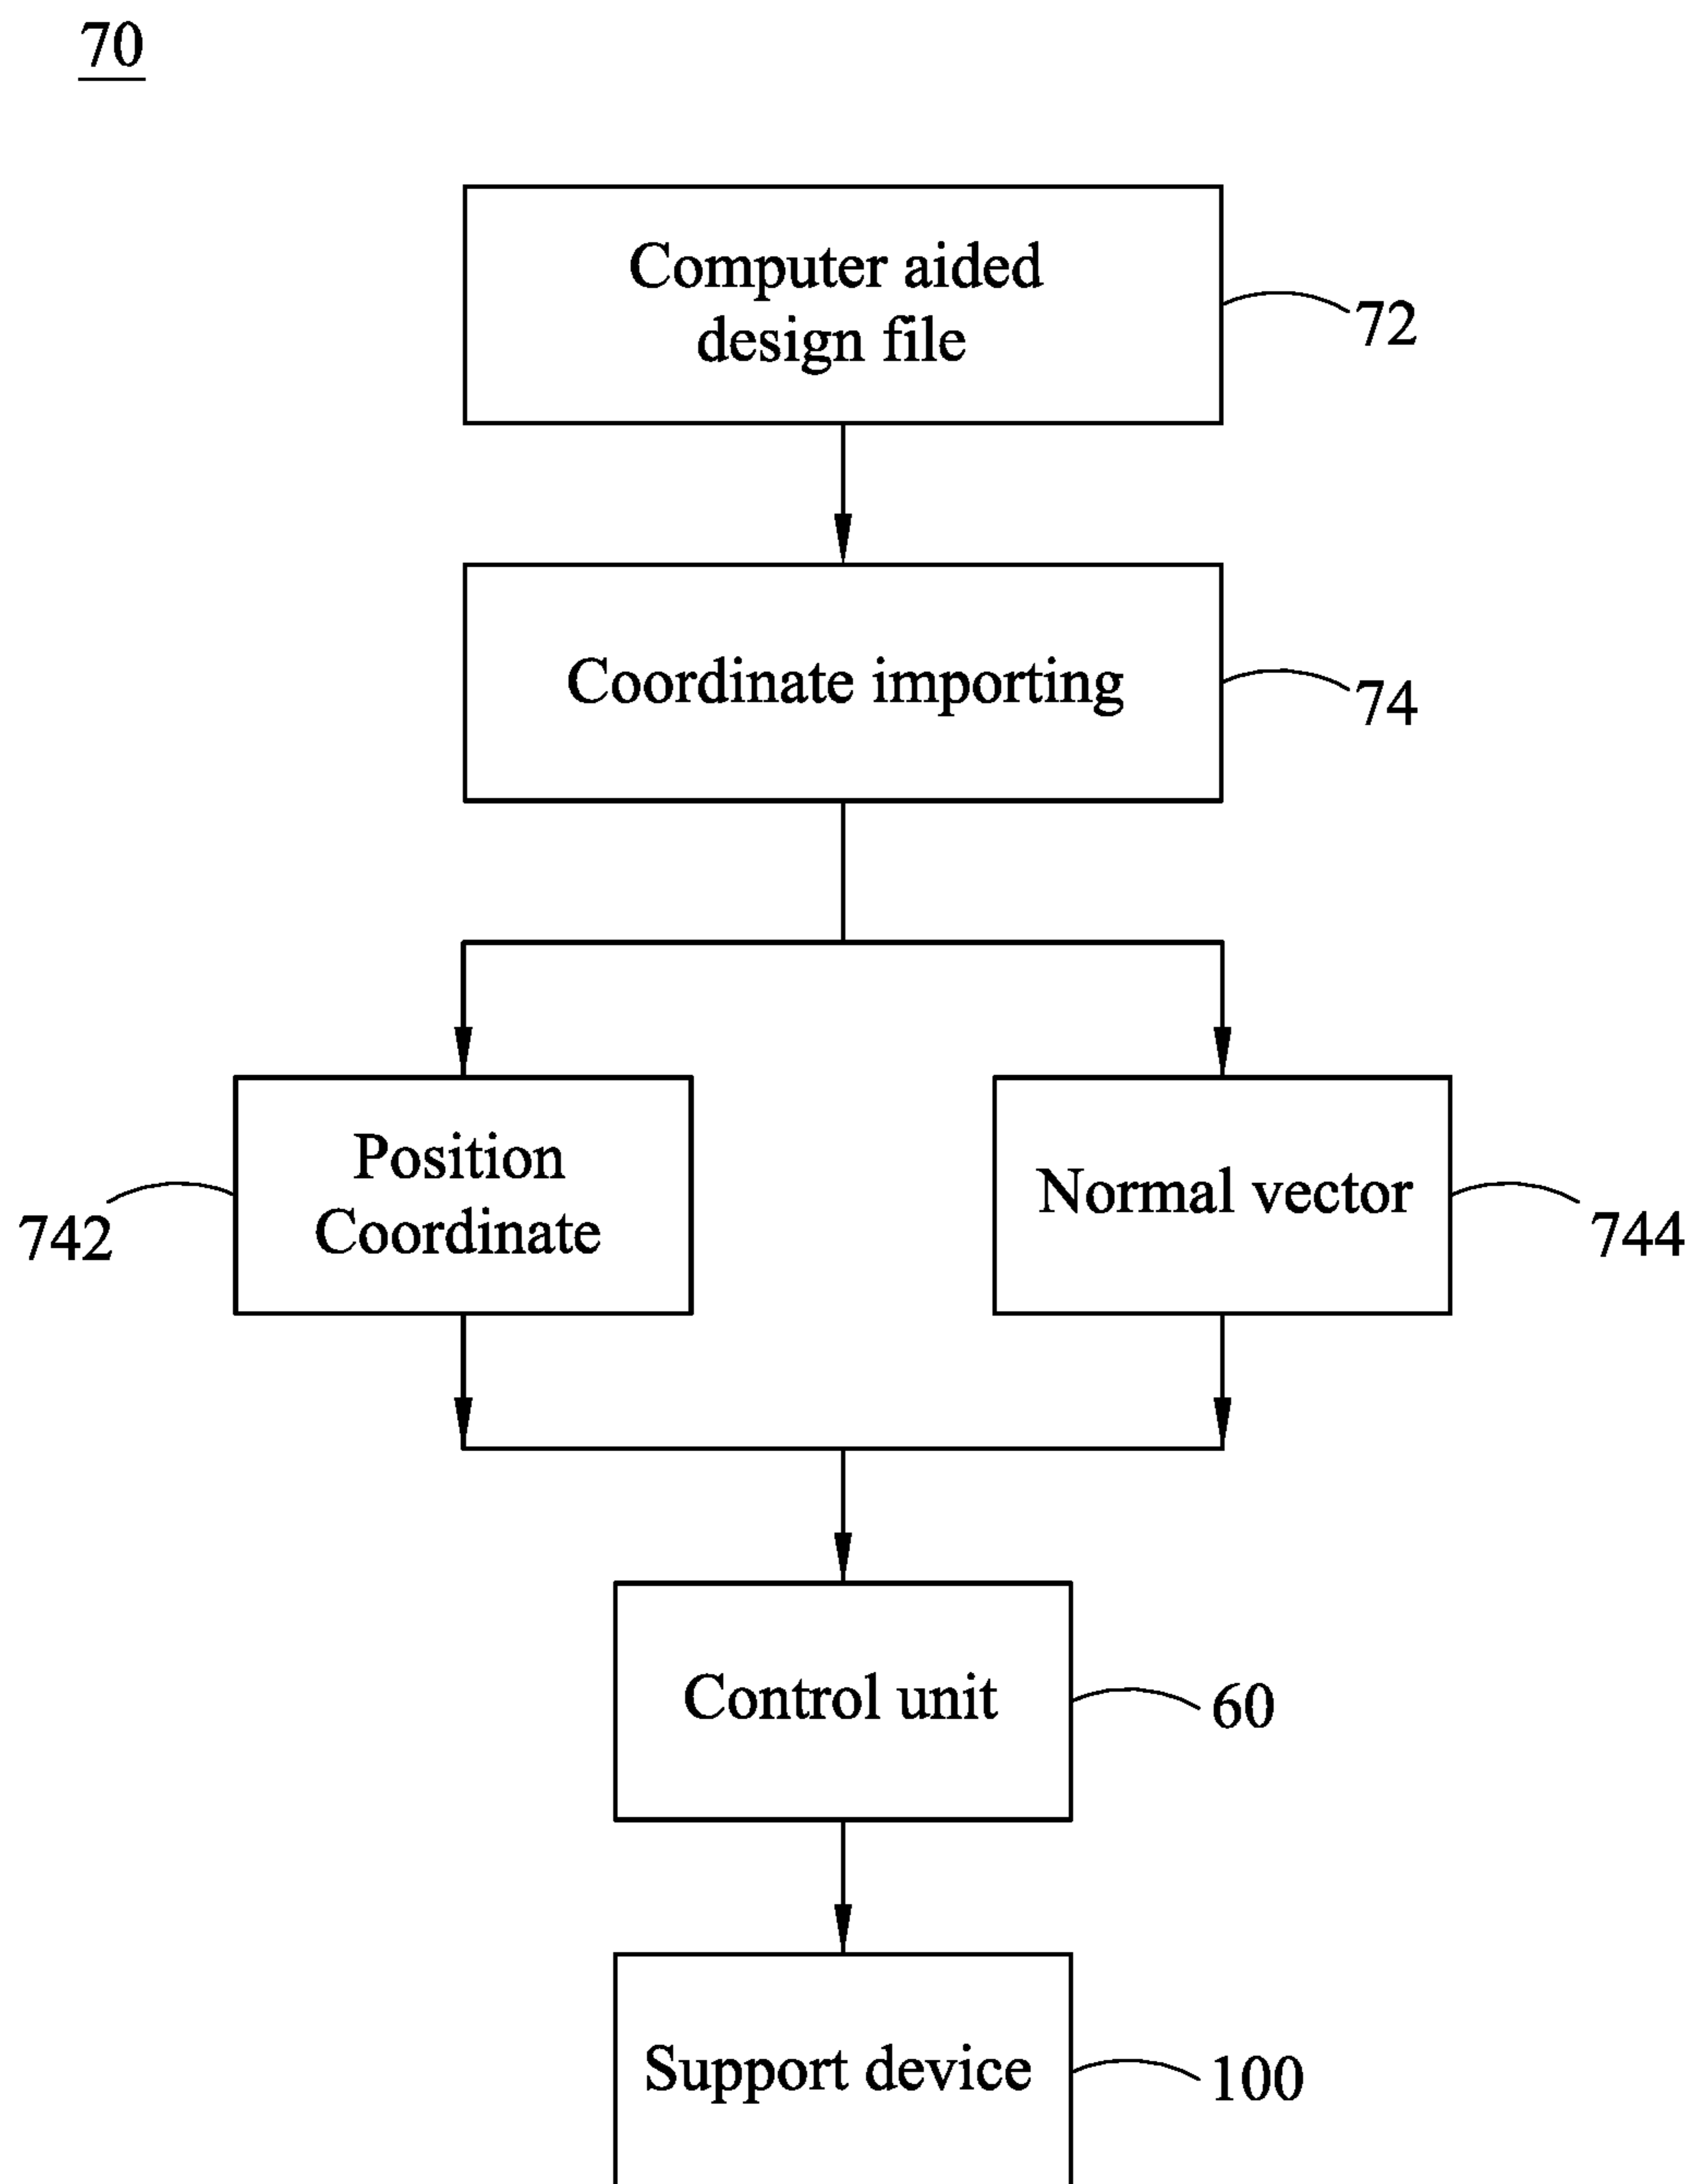 70
Computer aided
design file
72
Coordinate importing
74
Position
Coordinate
742
Normal vector
744
Control unit
60
Support device
100